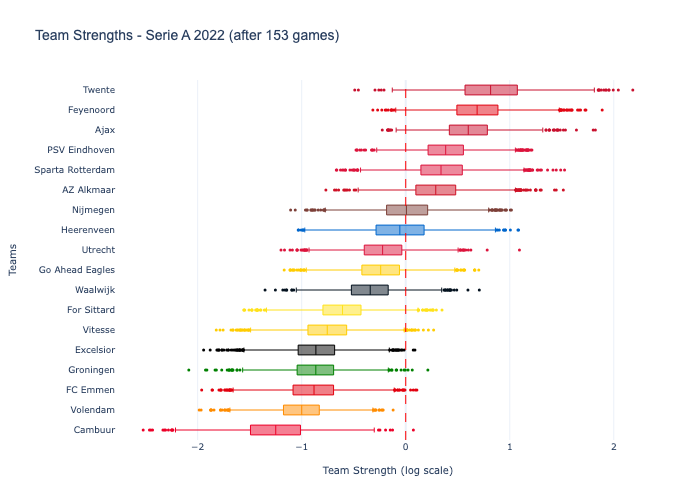 Team Strengths - Serie A 2022 (after 153 games)
Twente
Feyenoord
Ajax
PSV Eindhoven
Sparta Rotterdam
AZ Alkmaar
Nijmegen
Heerenveen
Utrecht
Go Ahead Eagles
Waalwijk
For Sittard
Vitesse
Excelsior
Groningen
FC Emmen
Volendam
Cambuur
Teams
−2 −1 0 1 2
Team Strength (log scale)